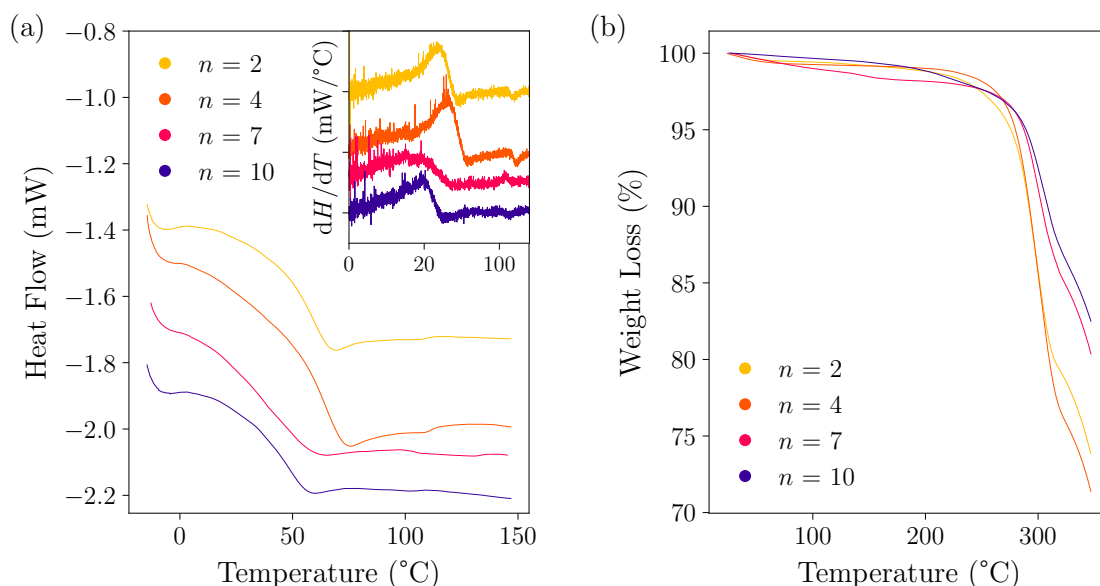 (a)
−0.8
−1.0
−1.2
−1.4
−1.6
−1.8
−2.0
−2.2
Heat Flow (mW)
n = 2
n = 4
n = 7
n = 10
dH/dT (mW/°C)
0
20
100
0
50
100
150
Temperature (°C)
(b)
100
95
90
85
80
75
70
Weight Loss (%)
n = 2
n = 4
n = 7
n = 10
100
200
300
Temperature (°C)